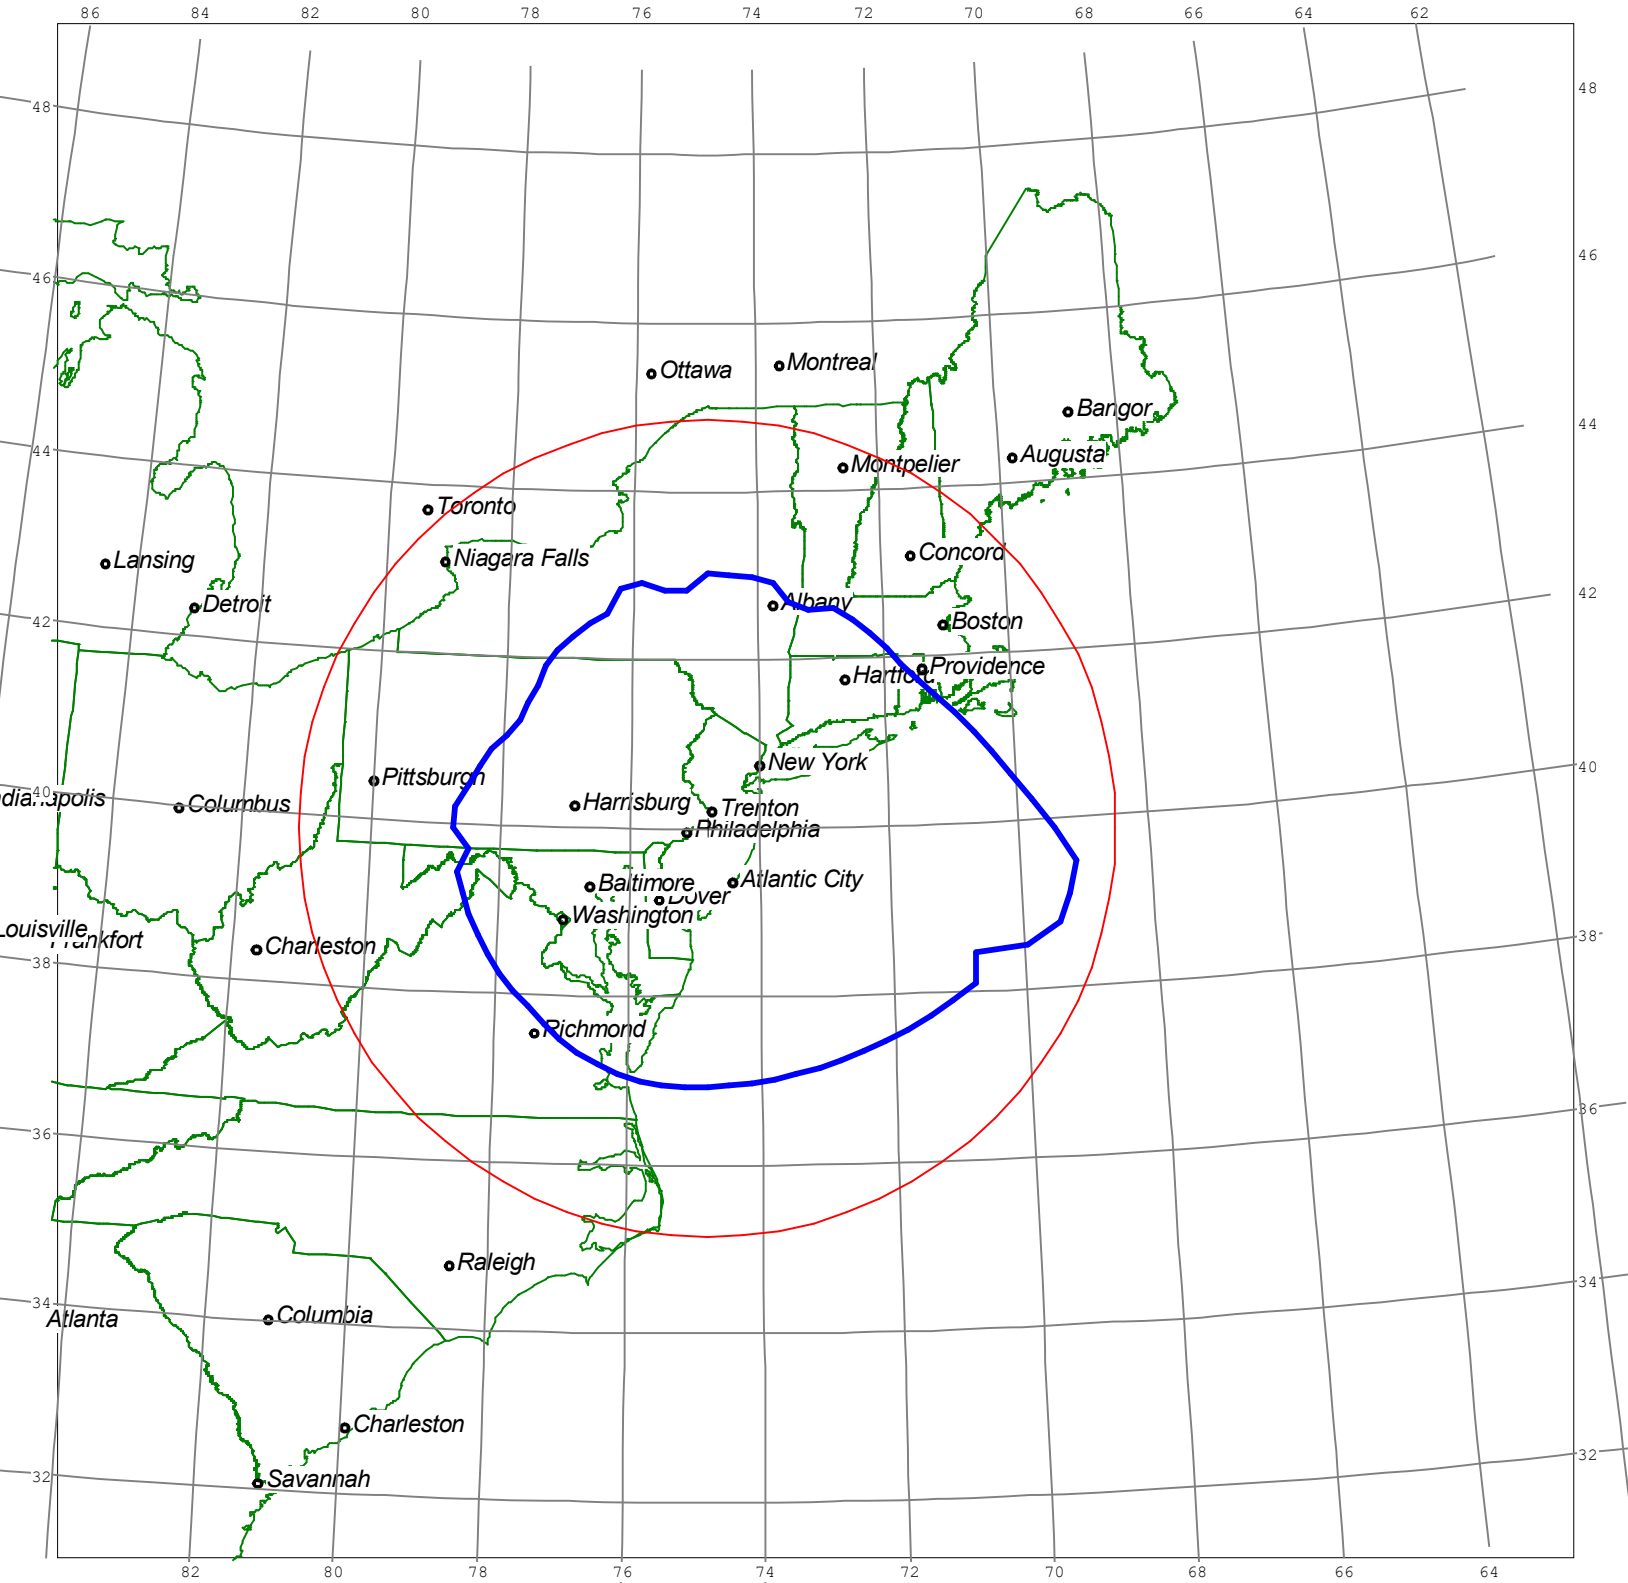 86 84 82 80 78 76 74 72 70 68 66 64 62
48 48
46 46
Ottawa Montreal
Bangor
44 44
Augusta
Montpelier
Toronto
Concord
Niagara Falls
Lansing
42 42
Detroit Albany
Boston
Providence
Hartford
New York
40 40
Pittsburgh
Columbus Harrisburg Trenton
Philadelphia
Baltimore Atlantic City
Dover
Washington
Louisville
38 38
Frankfort
Charleston
Richmond
36 36
Raleigh
34 34
Atlanta Columbia
Charleston
32 32
Savannah
82 80 78 76 74 72 70 68 66 64